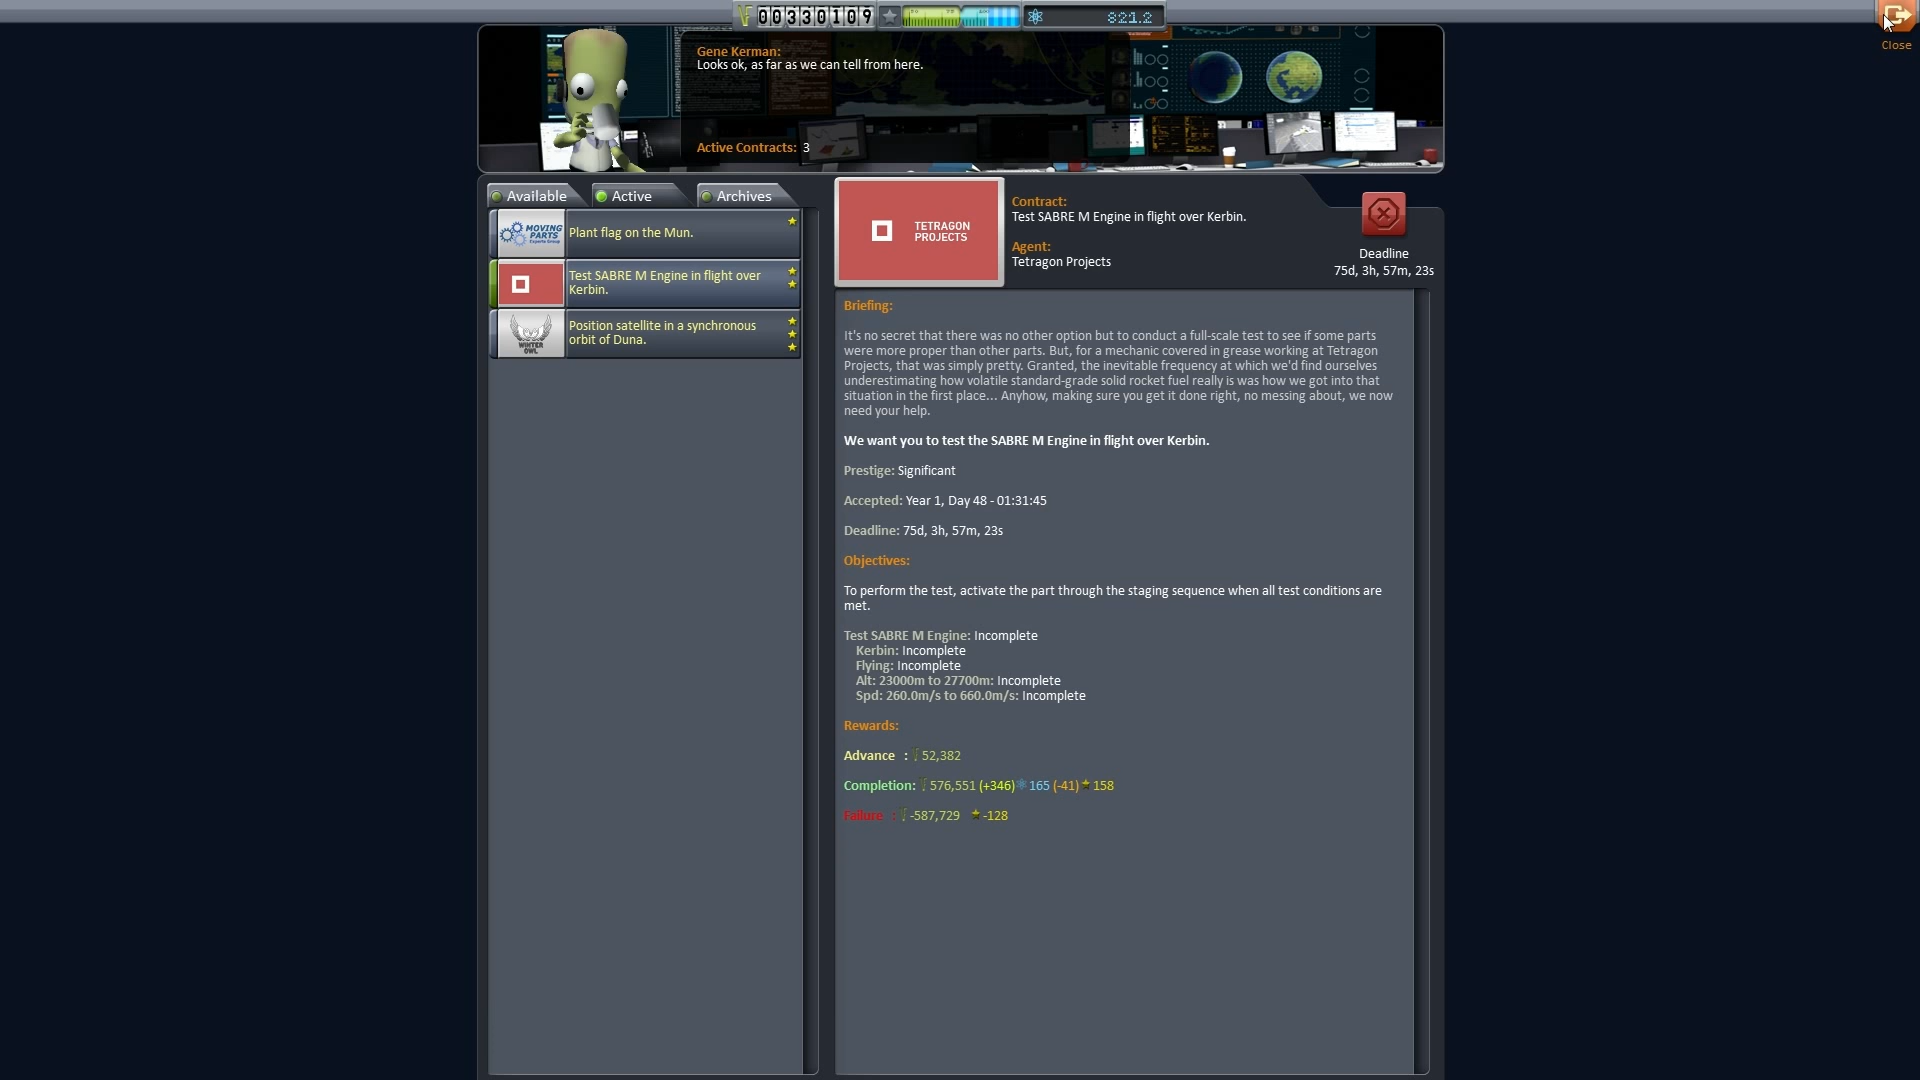 00330109
821.2
Close
Gene Kerman:
Looks ok, as far as we can tell from here.
Active Contracts: 3
Available
Active
Archives
MOVING PARTS Experts Group
Plant flag on the Mun.
Test SABRE M Engine in flight over
Kerbin.
WINTER OWL
Position satellite in a synchronous
orbit of Duna.
TETRAGON
PROJECTS
Contract:
Test SABRE M Engine in flight over Kerbin.
Agent:
Tetragon Projects
Deadline
75d, 3h, 57m, 23s
Briefing:
It's no secret that there was no other option but to conduct a full-scale test to see if some parts
were more proper than other parts. But, for a mechanic covered in grease working at Tetragon
Projects, that was simply pretty. Granted, the inevitable frequency at which we'd find ourselves
underestimating how volatile standard-grade solid rocket fuel really is was how we got into that
situation in the first place... Anyhow, making sure you get it done right, no messing about, we now
need your help.
We want you to test the SABRE M Engine in flight over Kerbin.
Prestige: Significant
Accepted: Year 1, Day 48 - 01:31:45
Deadline: 75d, 3h, 57m, 23s
Objectives:
To perform the test, activate the part through the staging sequence when all test conditions are
met.
Test SABRE M Engine: Incomplete
Kerbin: Incomplete
Flying: Incomplete
Alt: 23000m to 27700m: Incomplete
Spd: 260.0m/s to 660.0m/s: Incomplete
Rewards:
Advance : 52,382
Completion: 576,551 (+346) 165 (-41) 158
Failure : -587,729 -128